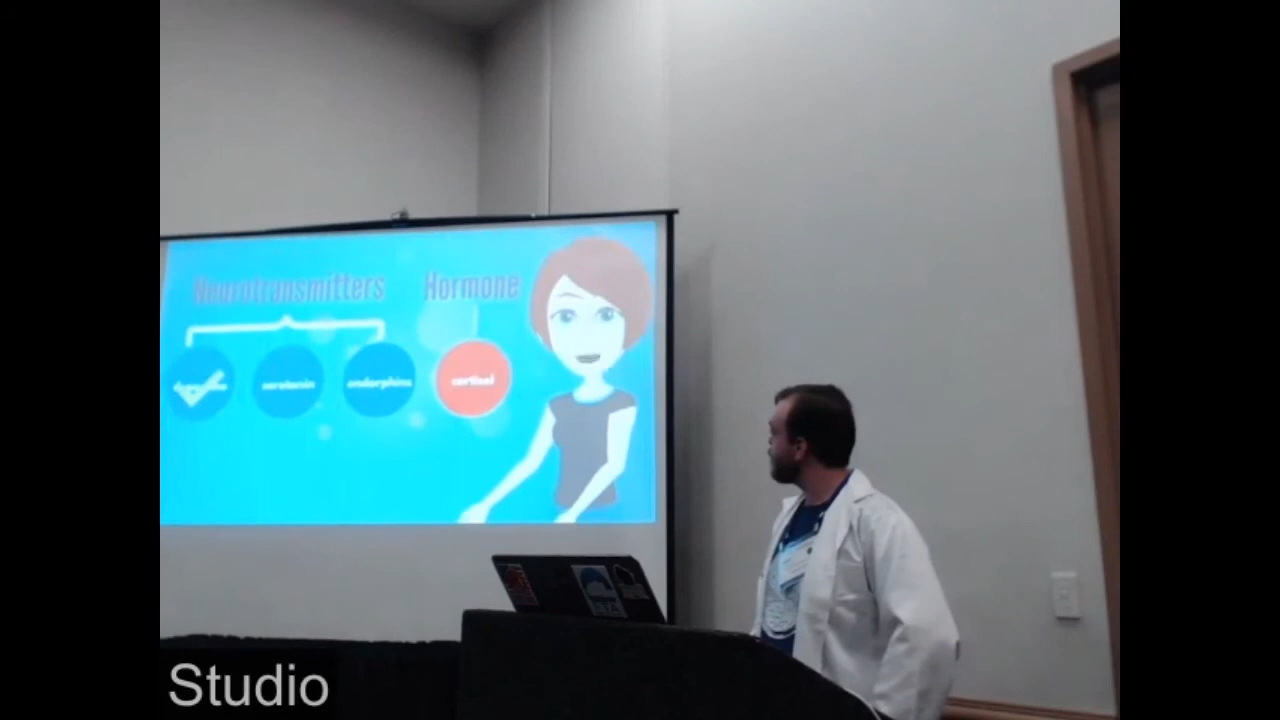 Neurotransmitters Hormone
serotonin endorphins cortisol
Studio